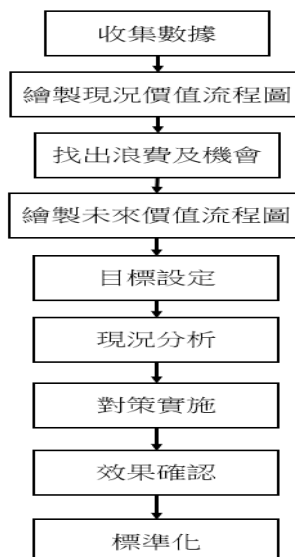 收集數據
繪製現況價值流程圖
找出浪費及機會
繪製未來價值流程圖
目標設定
現況分析
對策實施
效果確認
標準化